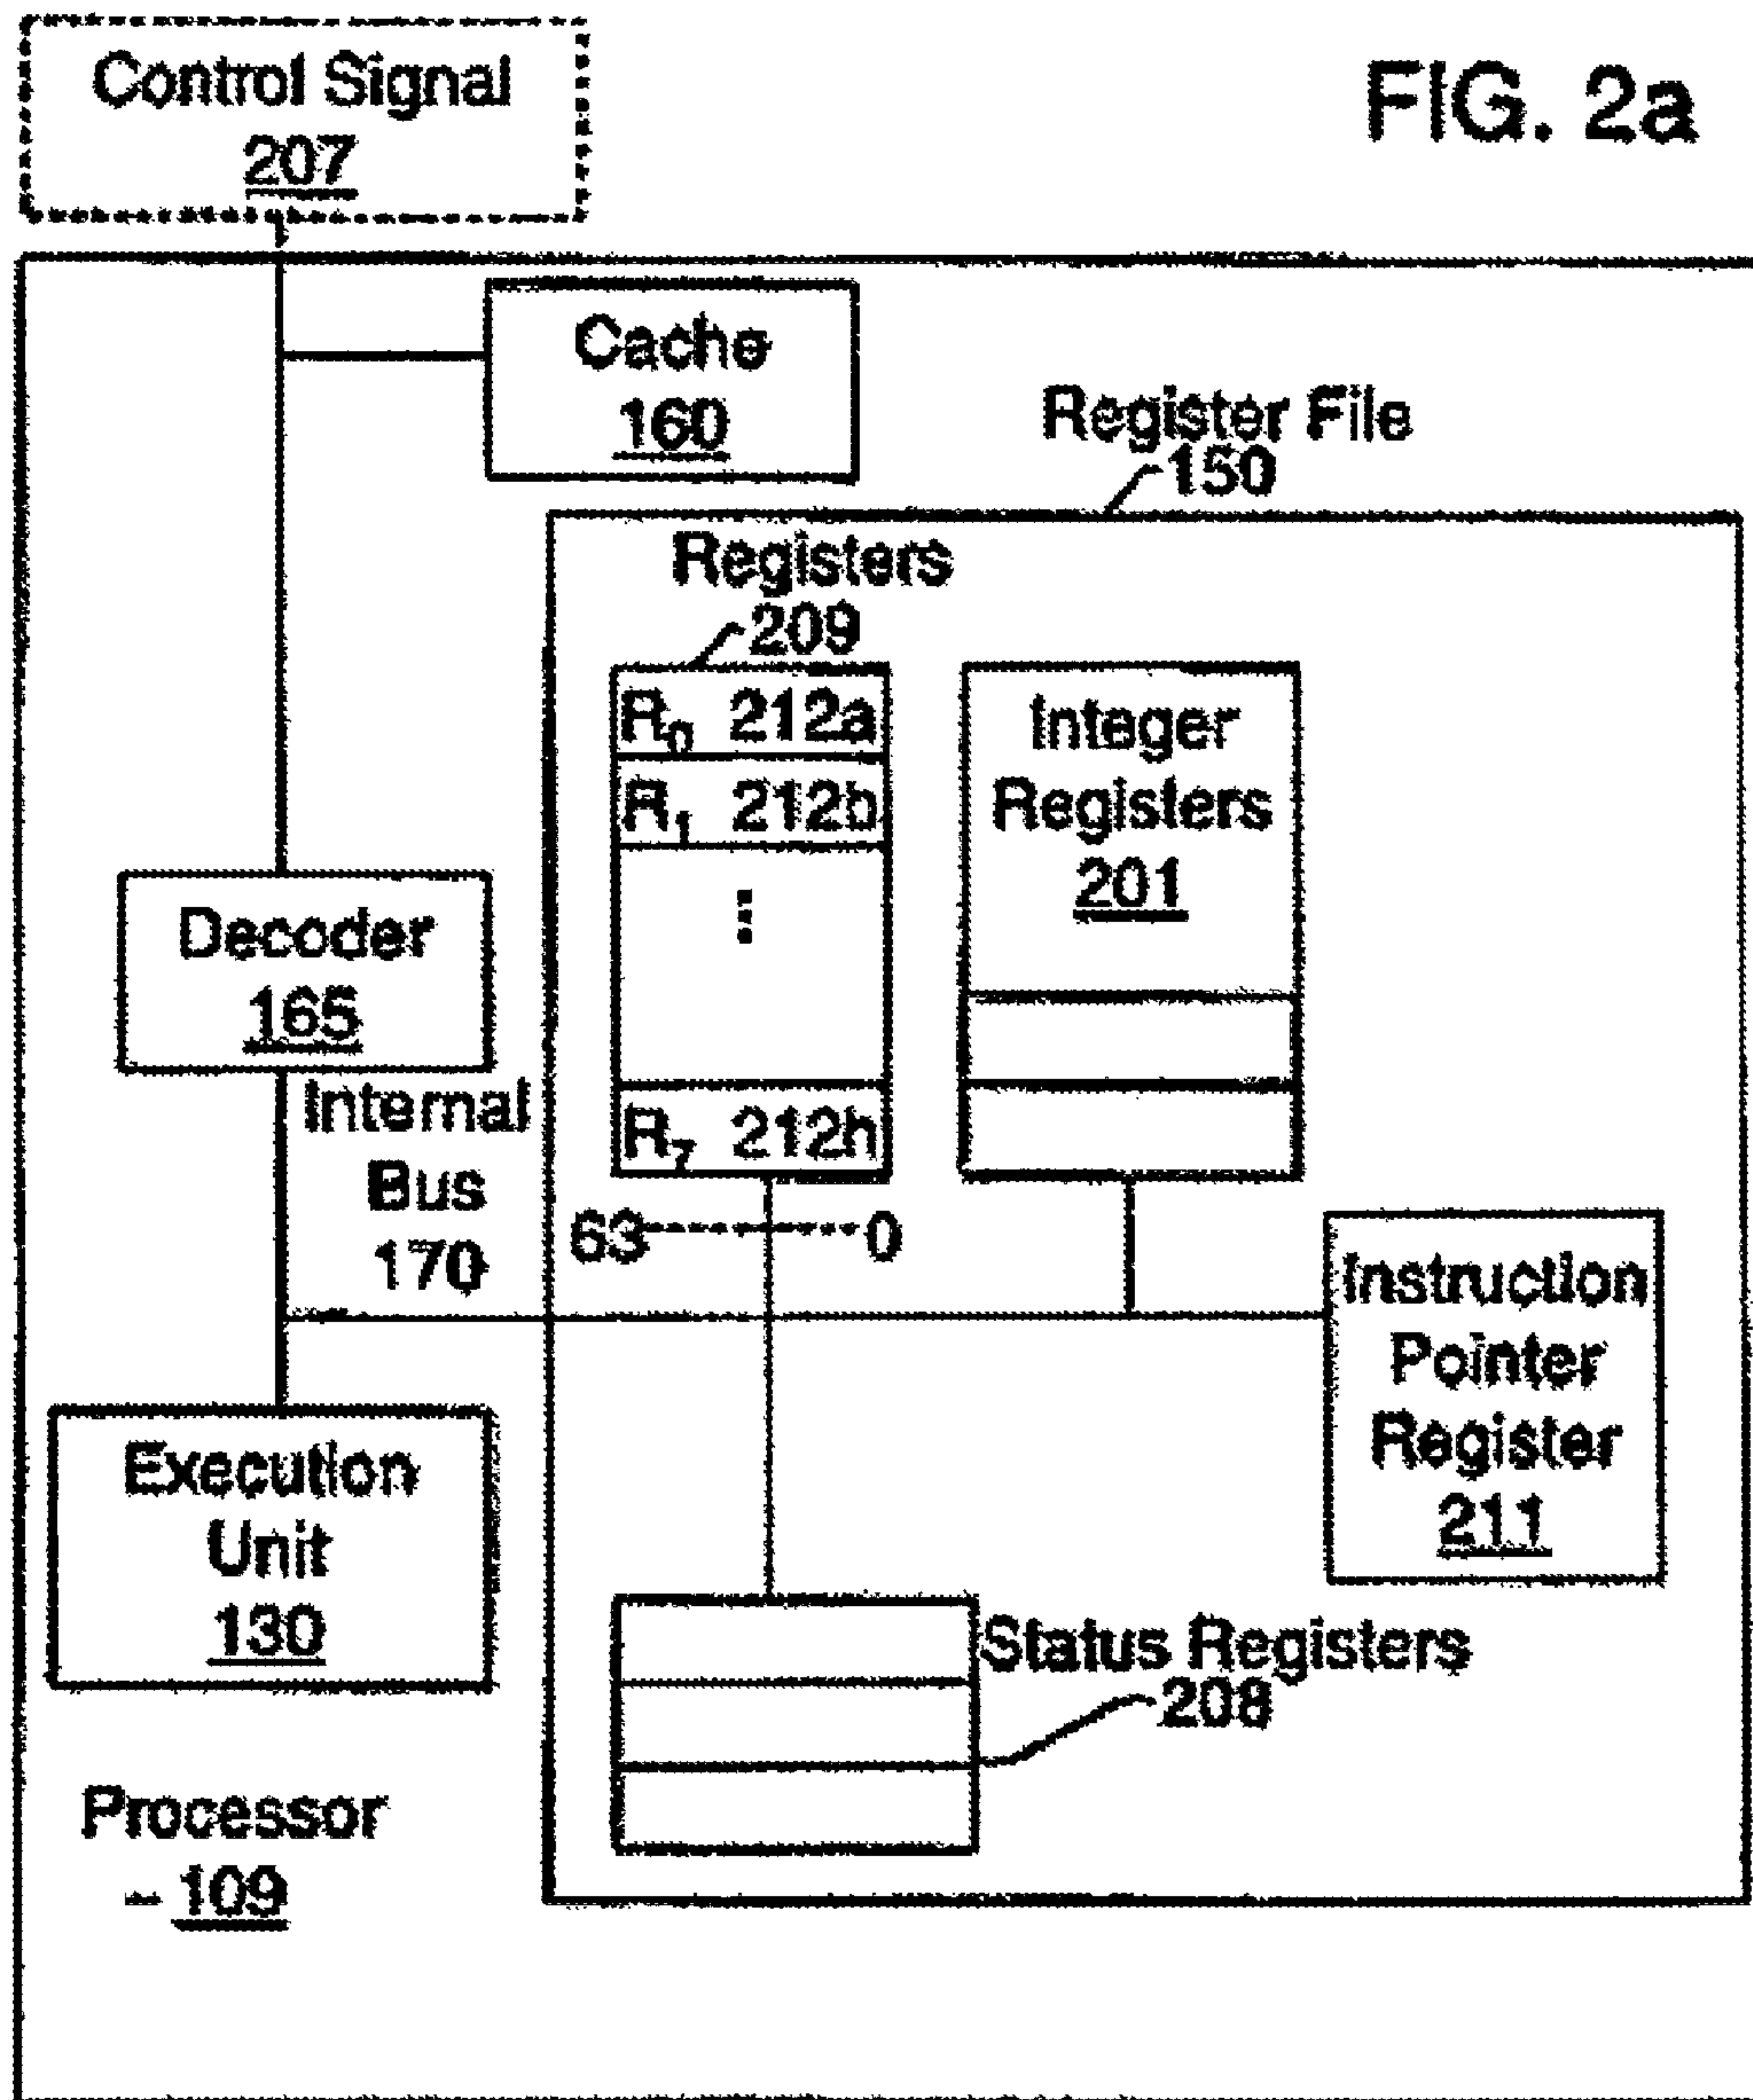 Control Signal
207
FIG. 2a
Cache
160
Register File
150
Registers
209
R₀ 212a
R₁ 212b
⋮
R₇ 212h
63 0
Integer
Registers
201
Decoder
165
Internal
Bus
170
Instruction
Pointer
Register
211
Execution
Unit
130
Status Registers
208
Processor
109